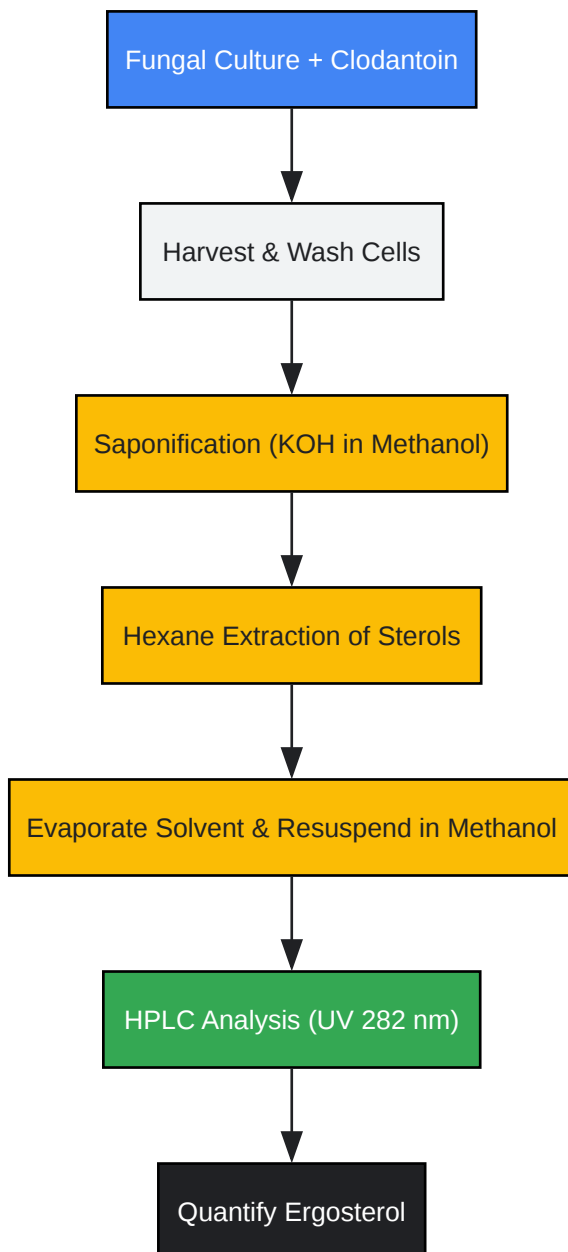 Fungal Culture + Clodantoin
Harvest & Wash Cells
Saponification (KOH in Methanol)
Hexane Extraction of Sterols
Evaporate Solvent & Resuspend in Methanol
HPLC Analysis (UV 282 nm)
Quantify Ergosterol